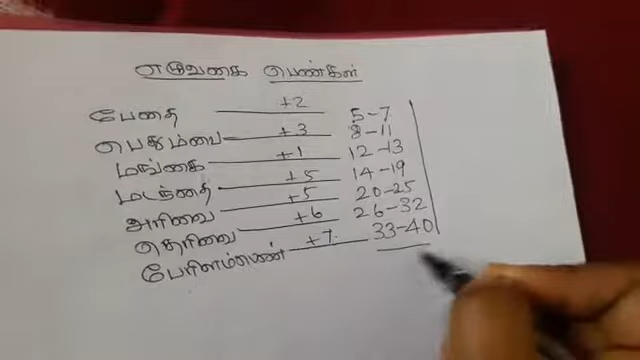 எழுவகை பெண்கள்
பேதை +2 5-7
பெதும்பை +3 8-11
மங்கை +1 12-13
மடந்தை +5 14-19
அரிவை +5 20-25
தெரிவை +6 26-32
பேரிளம்பெண் +7 33-40